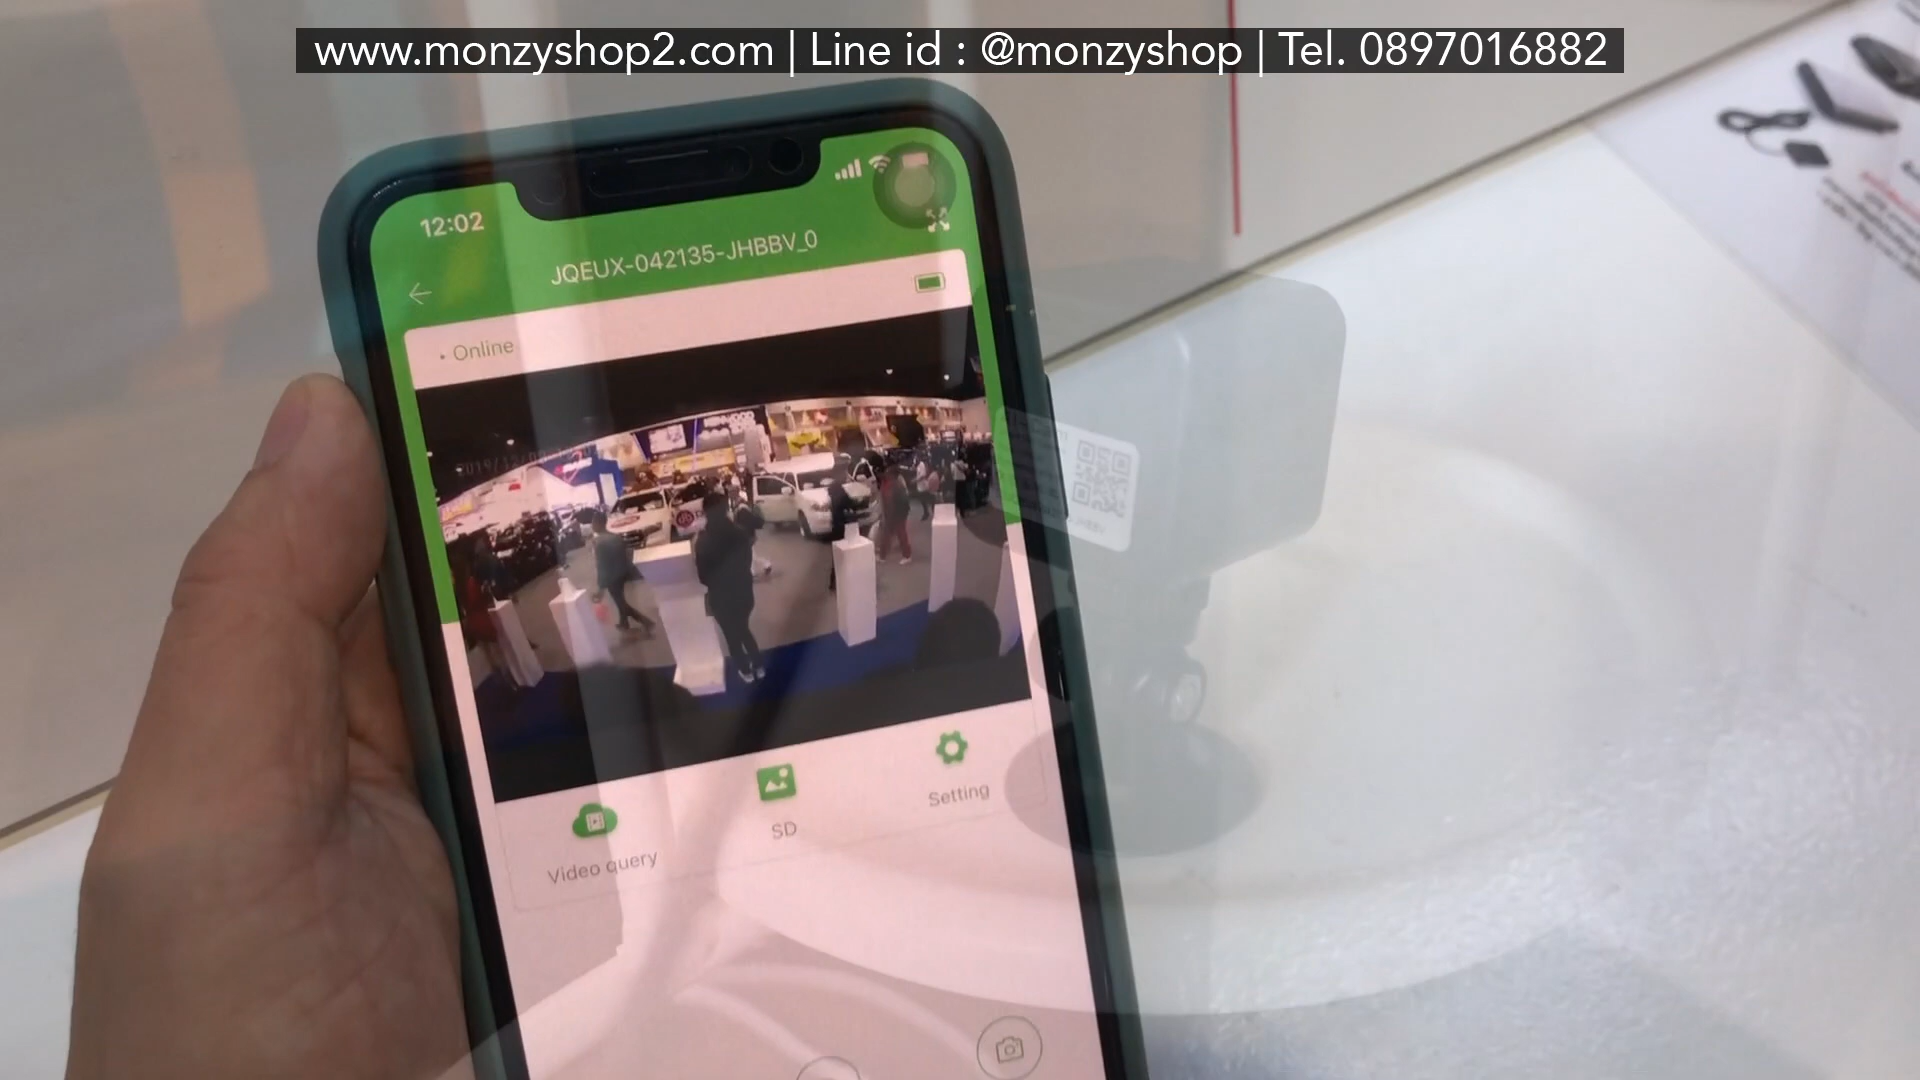 www.monzyshop2.com | Line id : @monzyshop | Tel. 0897016882
12:02
JQEUX-042135-JHBBV_0
• Online
Video query
SD
Setting